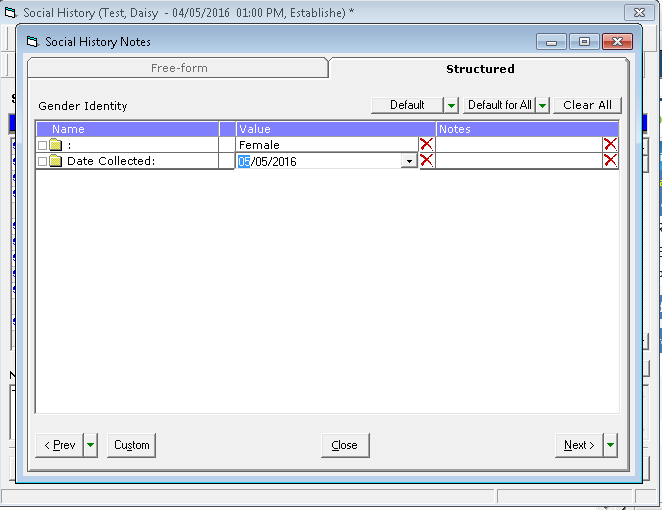 Social History (Test, Daisy - 04/05/2016 01:00 PM, Establishe) *
Social History Notes
Free-form
Structured
Gender Identity
Default
Default for All
Clear All
Name Value Notes
: Female
Date Collected: 05/05/2016
< Prev
Custom
Close
Next >